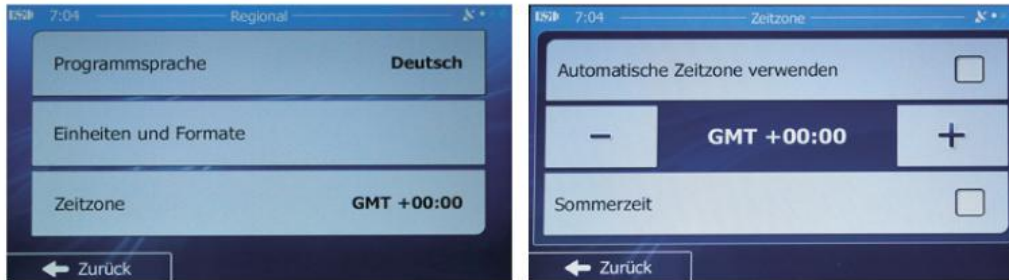 7:04 Regional
Programmsprache Deutsch
Einheiten und Formate
Zeitzone GMT +00:00
Zurück
7:04 Zeitzone
Automatische Zeitzone verwenden
− GMT +00:00 +
Sommerzeit
Zurück